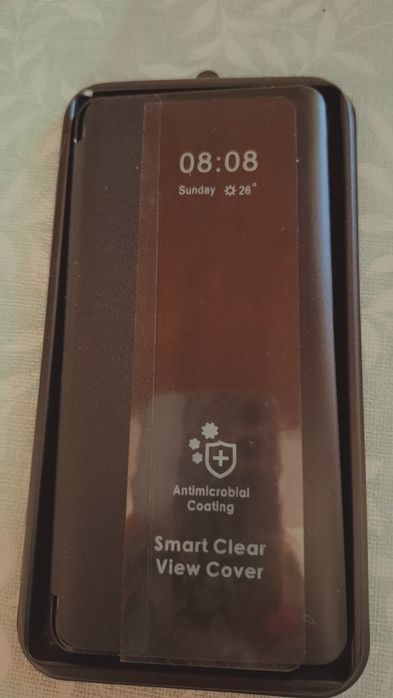 08:08
Sunday 26°
Antimicrobial
Coating
Smart Clear
View Cover